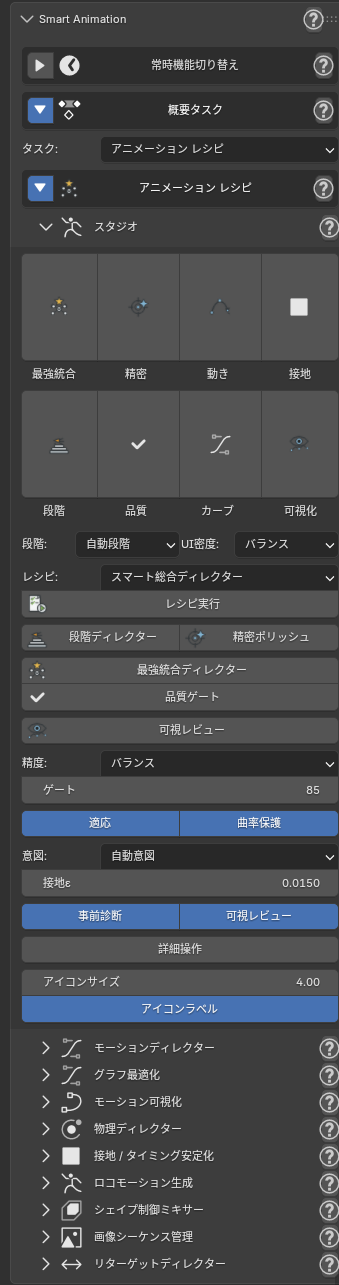 Smart Animation
常時機能切り替え
概要タスク
タスク: アニメーション レシピ
アニメーション レシピ
スタジオ
最強統合 精密 動き 接地
段階 品質 カーブ 可視化
段階: 自動段階 UI密度: バランス
レシピ: スマート総合ディレクター
レシピ実行
段階ディレクター 精密ポリッシュ
最強統合ディレクター
品質ゲート
可視レビュー
精度: バランス
ゲート 85
適応 曲率保護
意図: 自動意図
接地ε 0.0150
事前診断 可視レビュー
詳細操作
アイコンサイズ 4.00
アイコンラベル
モーションディレクター
グラフ最適化
モーション可視化
物理ディレクター
接地 / タイミング安定化
ロコモーション生成
シェイプ制御ミキサー
画像シーケンス管理
リターゲットディレクター